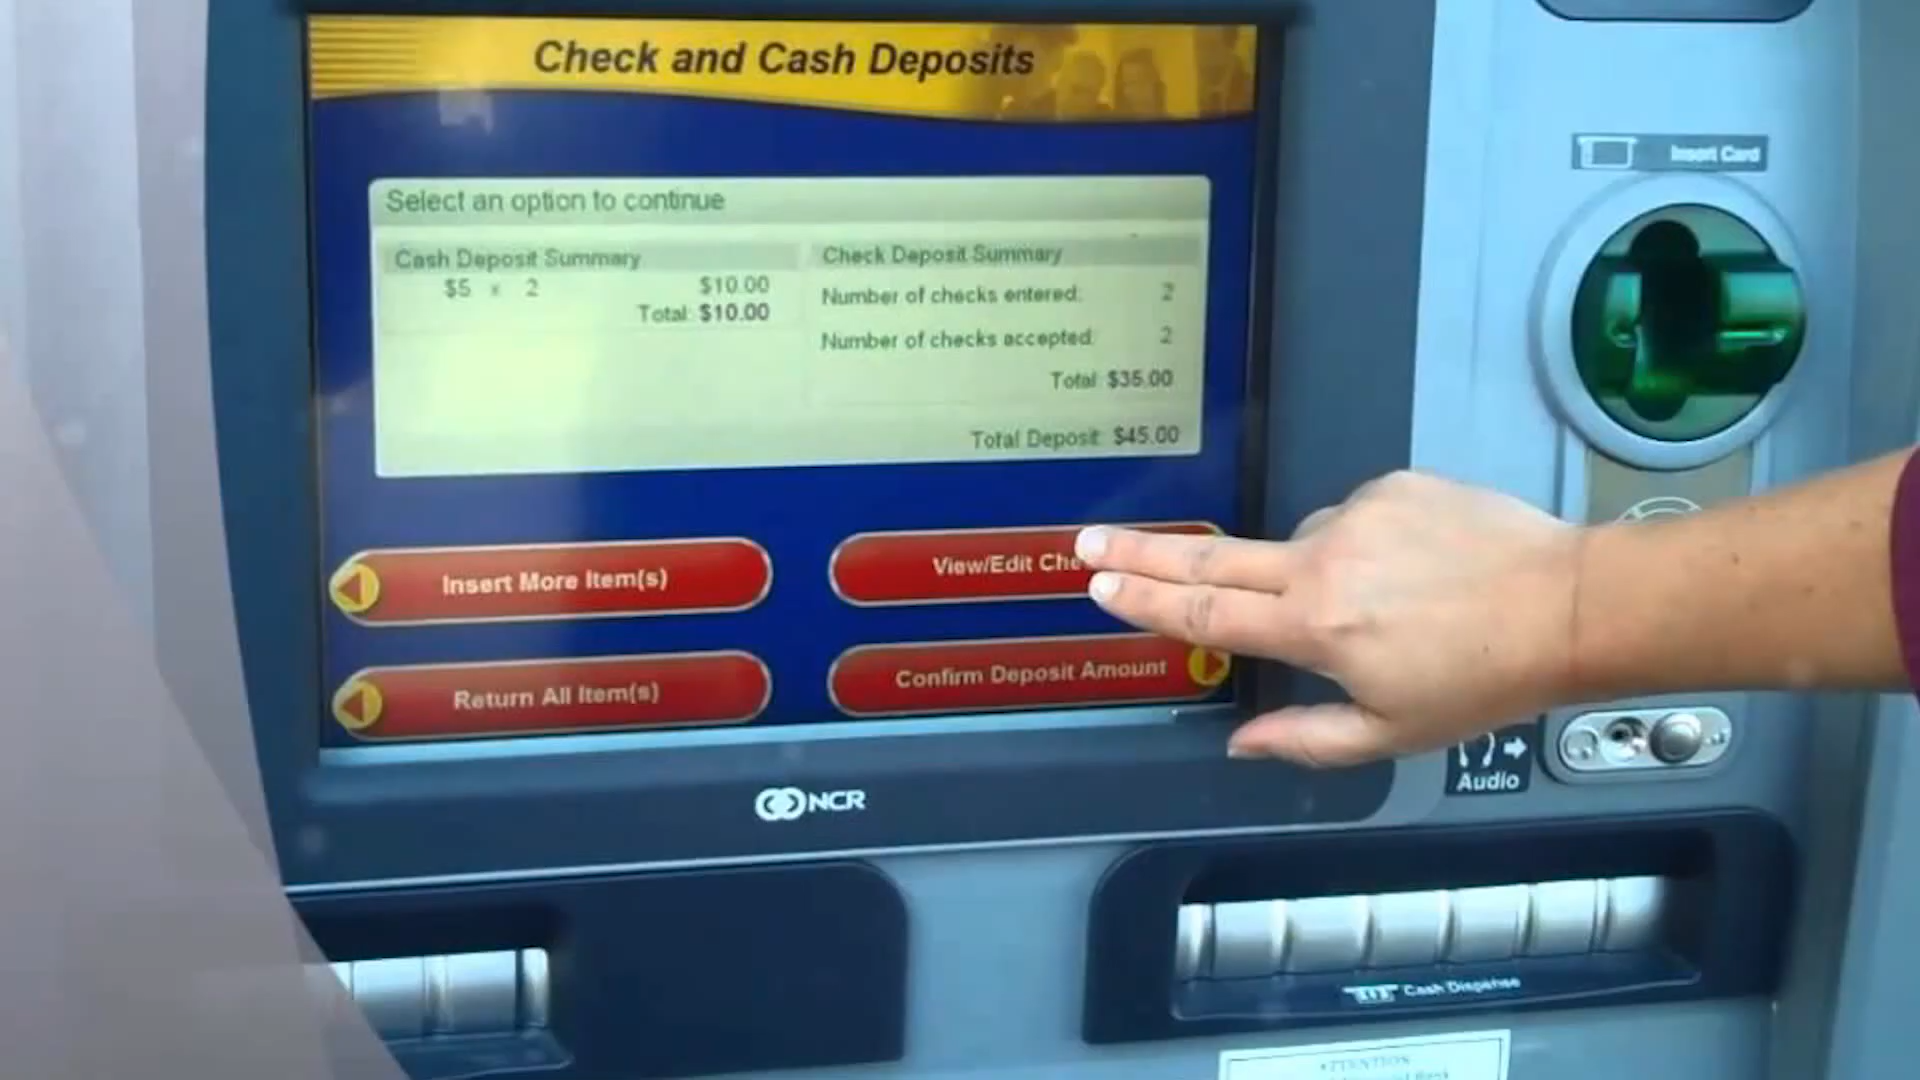 Check and Cash Deposits
Insert Card
Select an option to continue
Cash Deposit Summary
$5 x 2 $10.00
Total: $10.00
Check Deposit Summary
Number of checks entered: 2
Number of checks accepted: 2
Total: $35.00
Total Deposit: $45.00
Insert More Item(s)
View/Edit Che
Return All Item(s)
Confirm Deposit Amount
Audio
NCR
Cash Dispense
ATTENTION